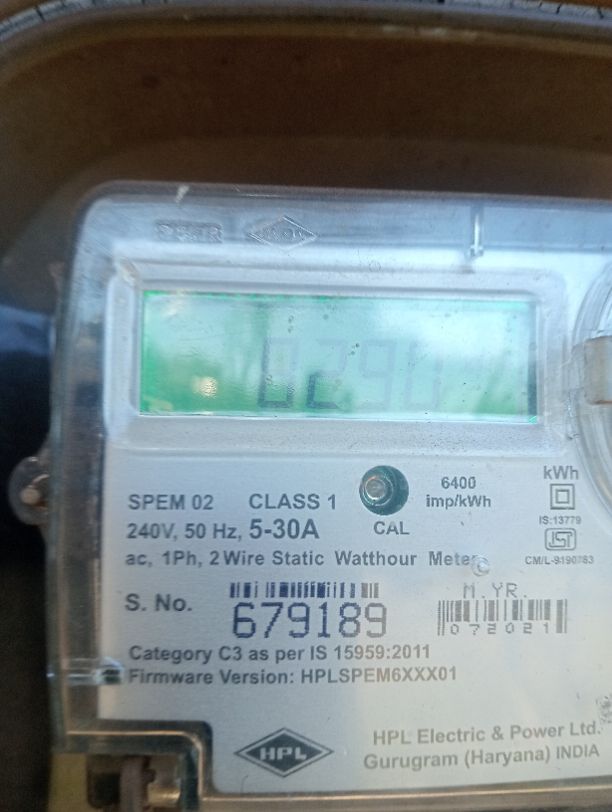 0290
SPEM 02 CLASS 1
6400
imp/kWh
kWh
240V, 50 Hz, 5-30A
CAL
IS:13779
ac, 1Ph, 2 Wire Static Watthour Meter
CM/L-9190783
S. No.
679189
M.YR.
072021
Category C3 as per IS 15959:2011
Firmware Version: HPLSPEM6XXX01
HPL
HPL Electric & Power Ltd.
Gurugram (Haryana) INDIA